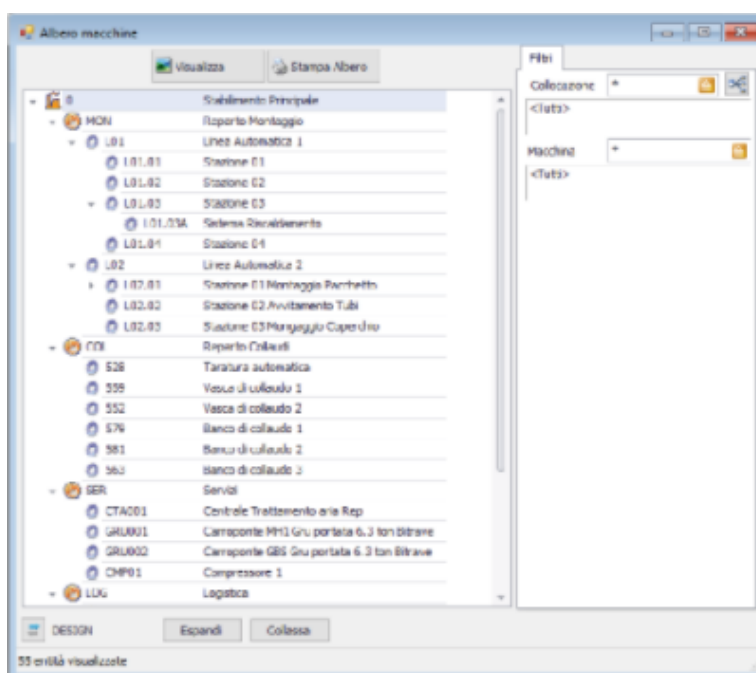 Albero macchine
Visualizza
Stampa Albero
0 Stabilimento Principale
MON Reparto Montaggio
L01 Linea Automatica 1
L01.01 Stazione 01
L01.02 Stazione 02
L01.03 Stazione 03
L01.03A Sistema Riscaldamento
L01.04 Stazione 04
L02 Linea Automatica 2
L02.01 Stazione 01 Montaggio Pacchetto
L02.02 Stazione 02 Avvitamento Tubi
L02.03 Stazione 03 Mongaggio Coperchio
COL Reparto Collaudi
528 Taratura automatica
559 Vasca di collaudo 1
552 Vasca di collaudo 2
579 Banco di collaudo 1
581 Banco di collaudo 2
563 Banco di collaudo 3
SER Servizi
CTA001 Centrale Trattamento aria Rep
GRU001 Carroponte MH1 Gru portata 6.3 ton Bitrave
GRU002 Carroponte GBS Gru portata 6.3 ton Bitrave
CMP01 Compressore 1
LOG Logistica
Filtri
Collocazione *
<Tutti>
Macchina *
<Tutti>
DESIGN
Espandi
Collassa
55 entità visualizzate